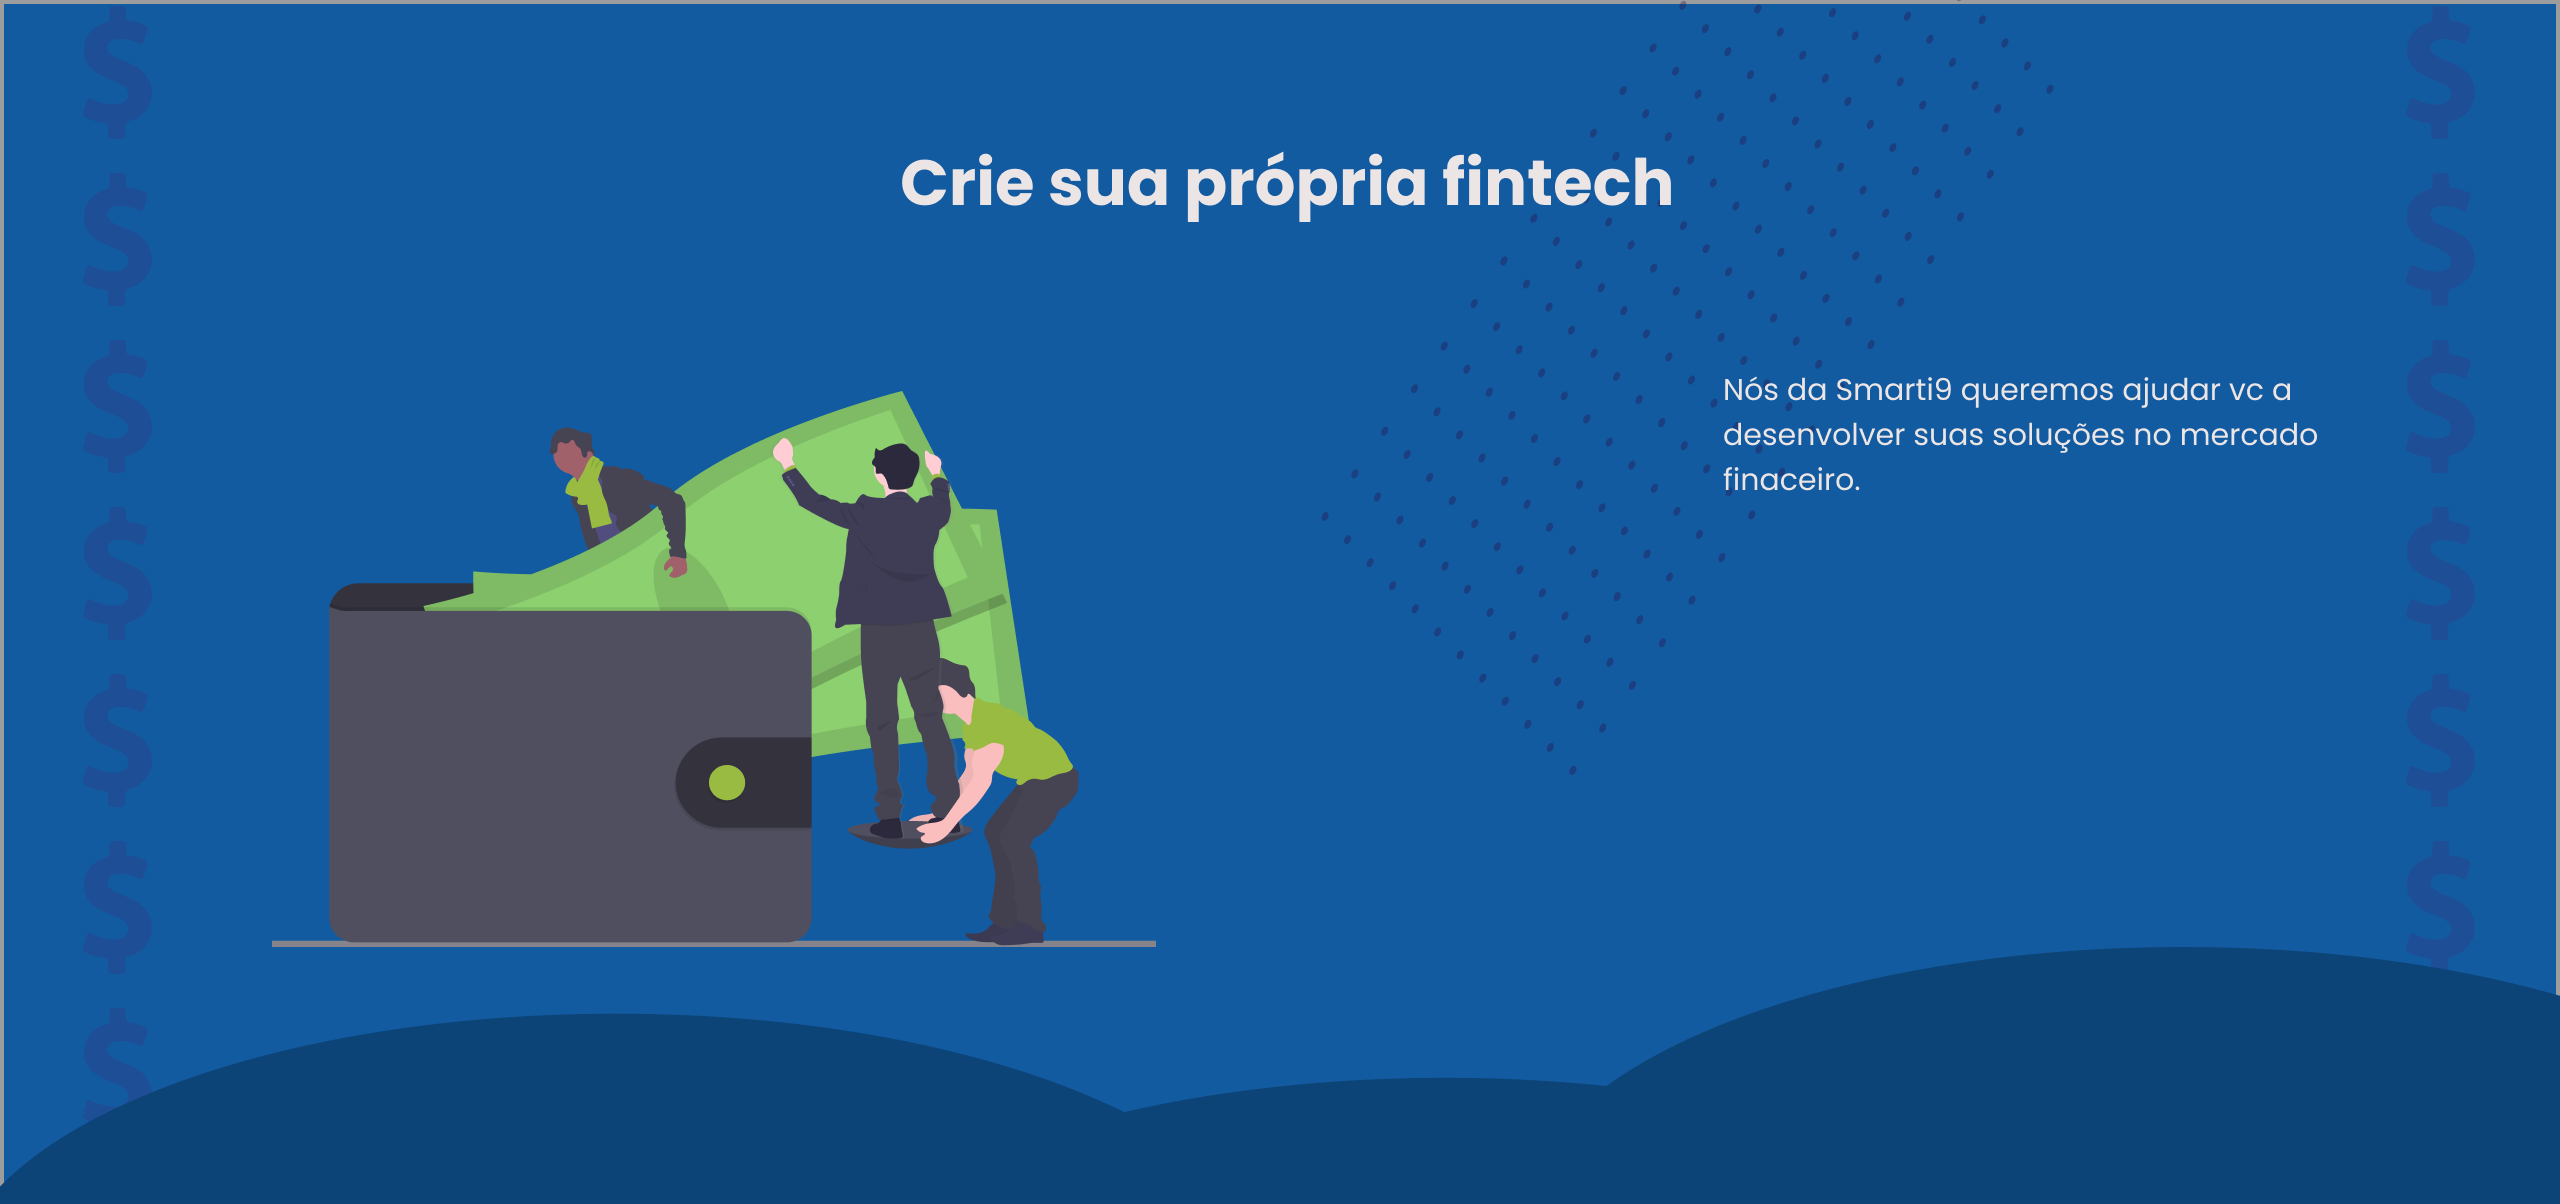 Crie sua própria fintech
Nós da Smarti9 queremos ajudar vc a
desenvolver suas soluções no mercado
finaceiro.